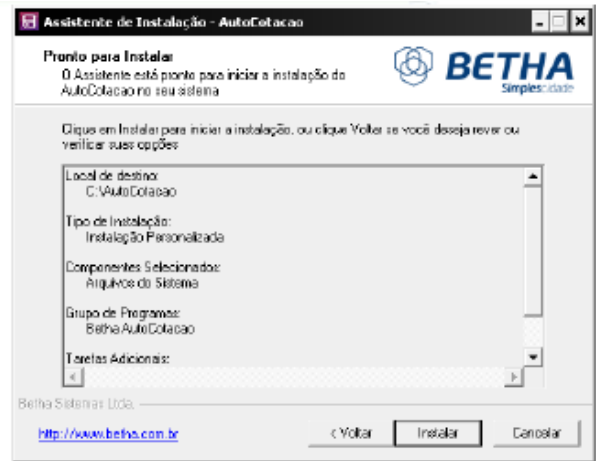 Assistente de Instalação - AutoCotacao
Pronto para Instalar
O Assistente está pronto para iniciar a instalação do
AutoCotacao no seu sistema
BETHA
Simplescidade
Clique em Instalar para iniciar a instalação, ou clique Voltar se você deseja rever ou
verificar suas opções
Local de destino:
C:\AutoCotacao
Tipo de Instalação:
Instalação Personalizada
Componentes Selecionados:
Arquivos do Sistema
Grupo de Programas:
Betha AutoCotacao
Tarefas Adicionais:
Betha Sistemas Ltda.
http://www.betha.com.br
< Voltar
Instalar
Cancelar